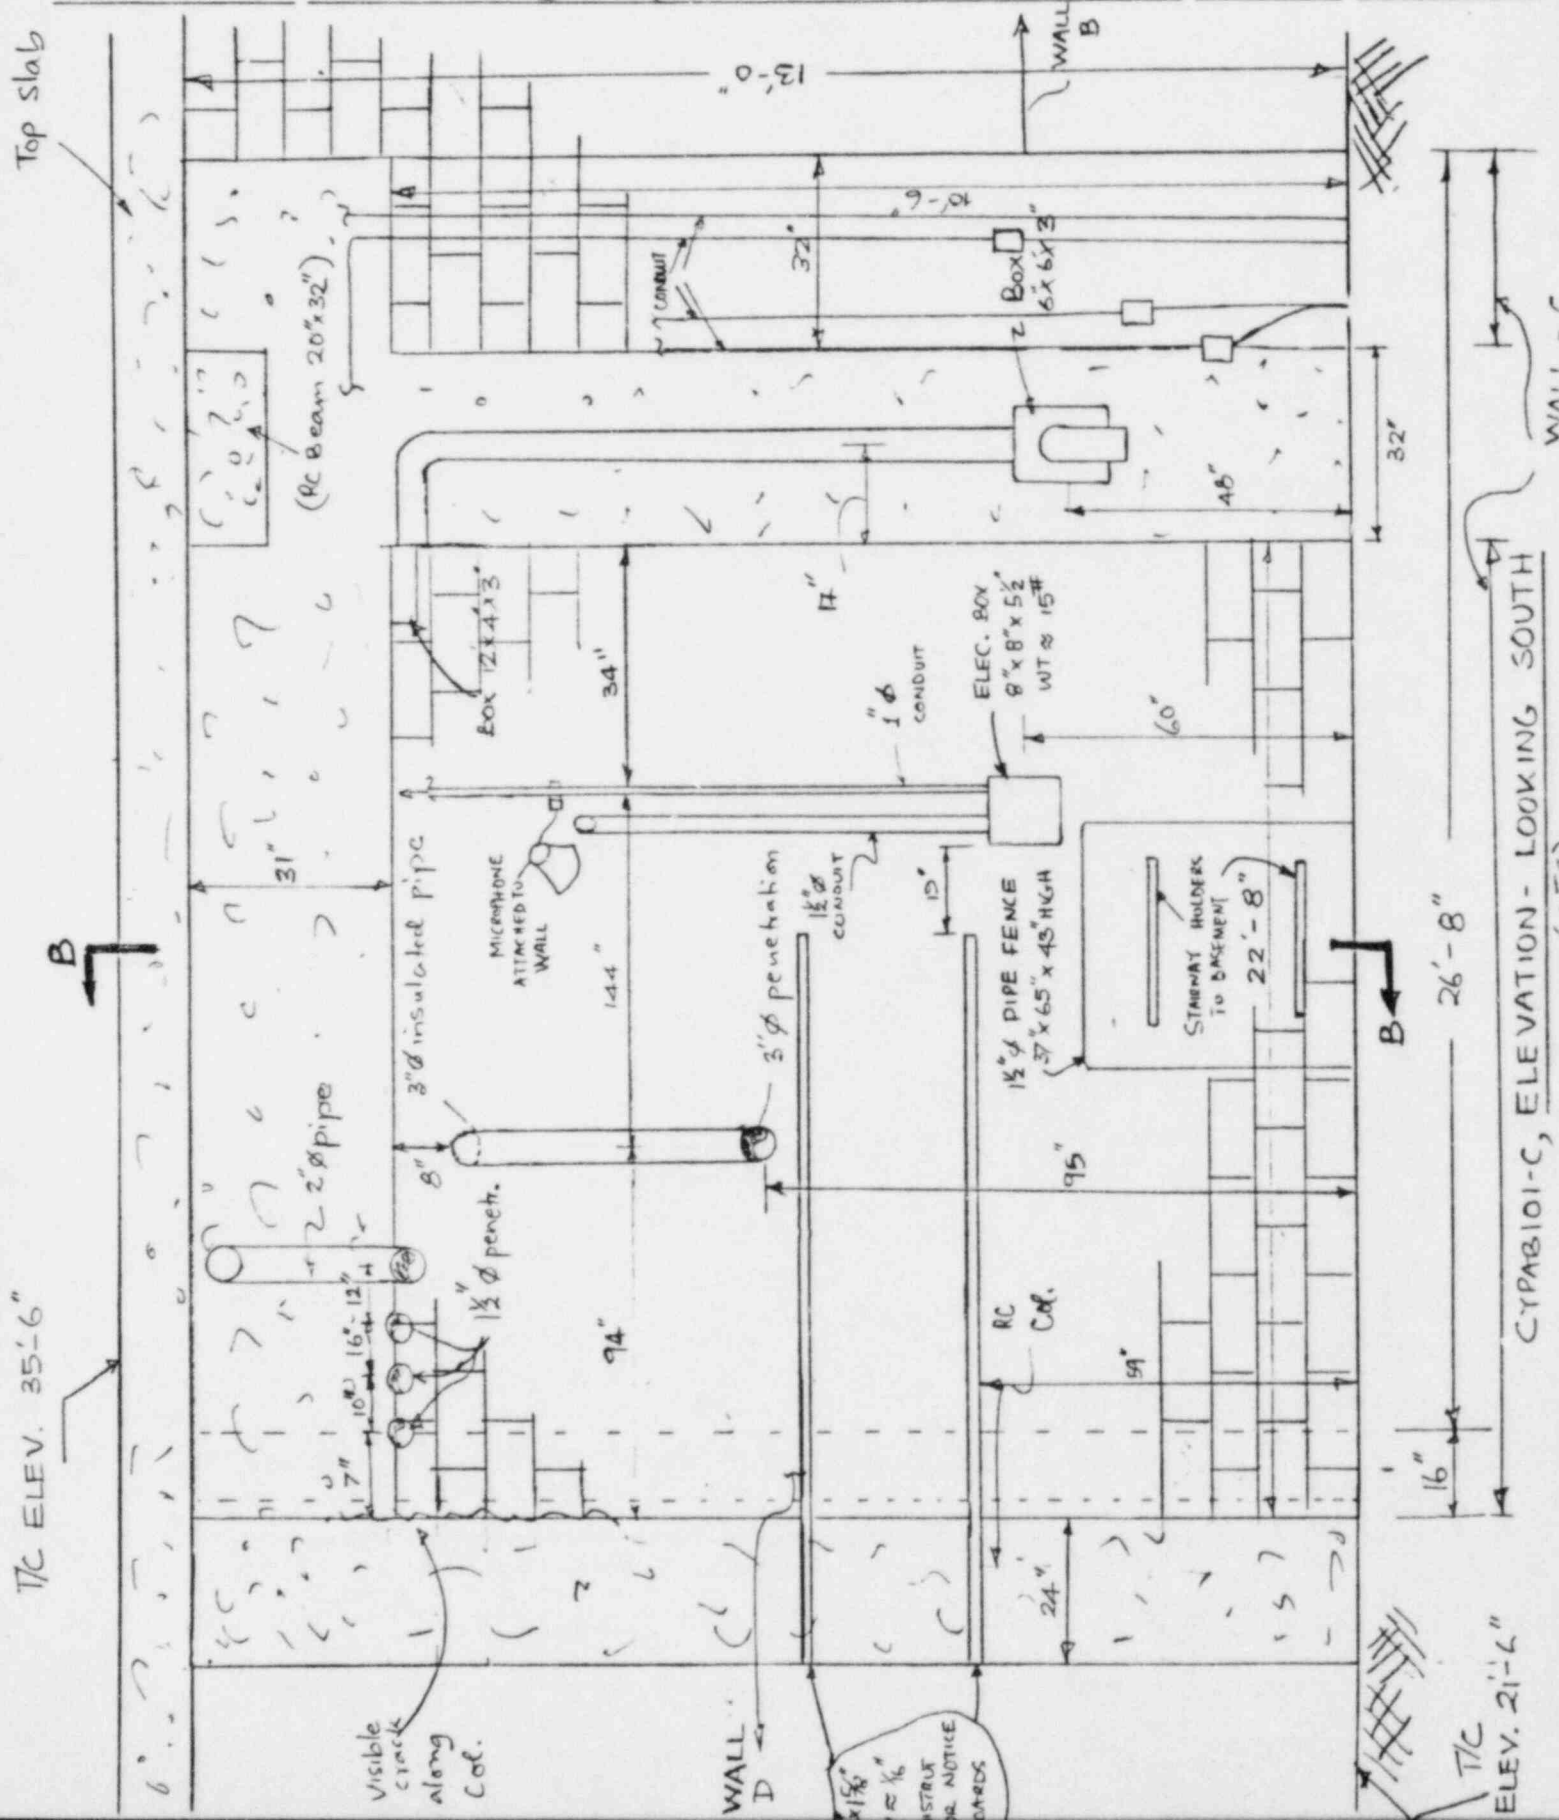 Top slab
T/C ELEV. 35'-6"
B
13'-0"
WALL
B
(RC Beam 20"x32")
10'-6"
CONDUIT
32"
2 Box
6"x6"x3"
31"
BOX 12"x4"x3"
34"
17"
48"
32"
2"ø pipe
3"ø insulated pipe
8"
MICROPHONE
ATTACHED TO
WALL
144"
1"ø
CONDUIT
ELEC. BOX
8"x8"x5½"
WT ≈ 15#
60"
3"ø penetration
1½"ø
CONDUIT
15"
1½"ø PIPE FENCE
37"x65"x43"HIGH
STAIRWAY HOLDERS
TO BASEMENT
22'-8"
7"
10"
16"
12"
1½"ø penetr.
94"
95"
RC
Col.
59"
Visible
crack
along
Col.
WALL
D
24"
NOTICE
16"
26'-8"
B
T/C
ELEV. 21'-6"
CYPAB101-C, ELEVATION- LOOKING SOUTH